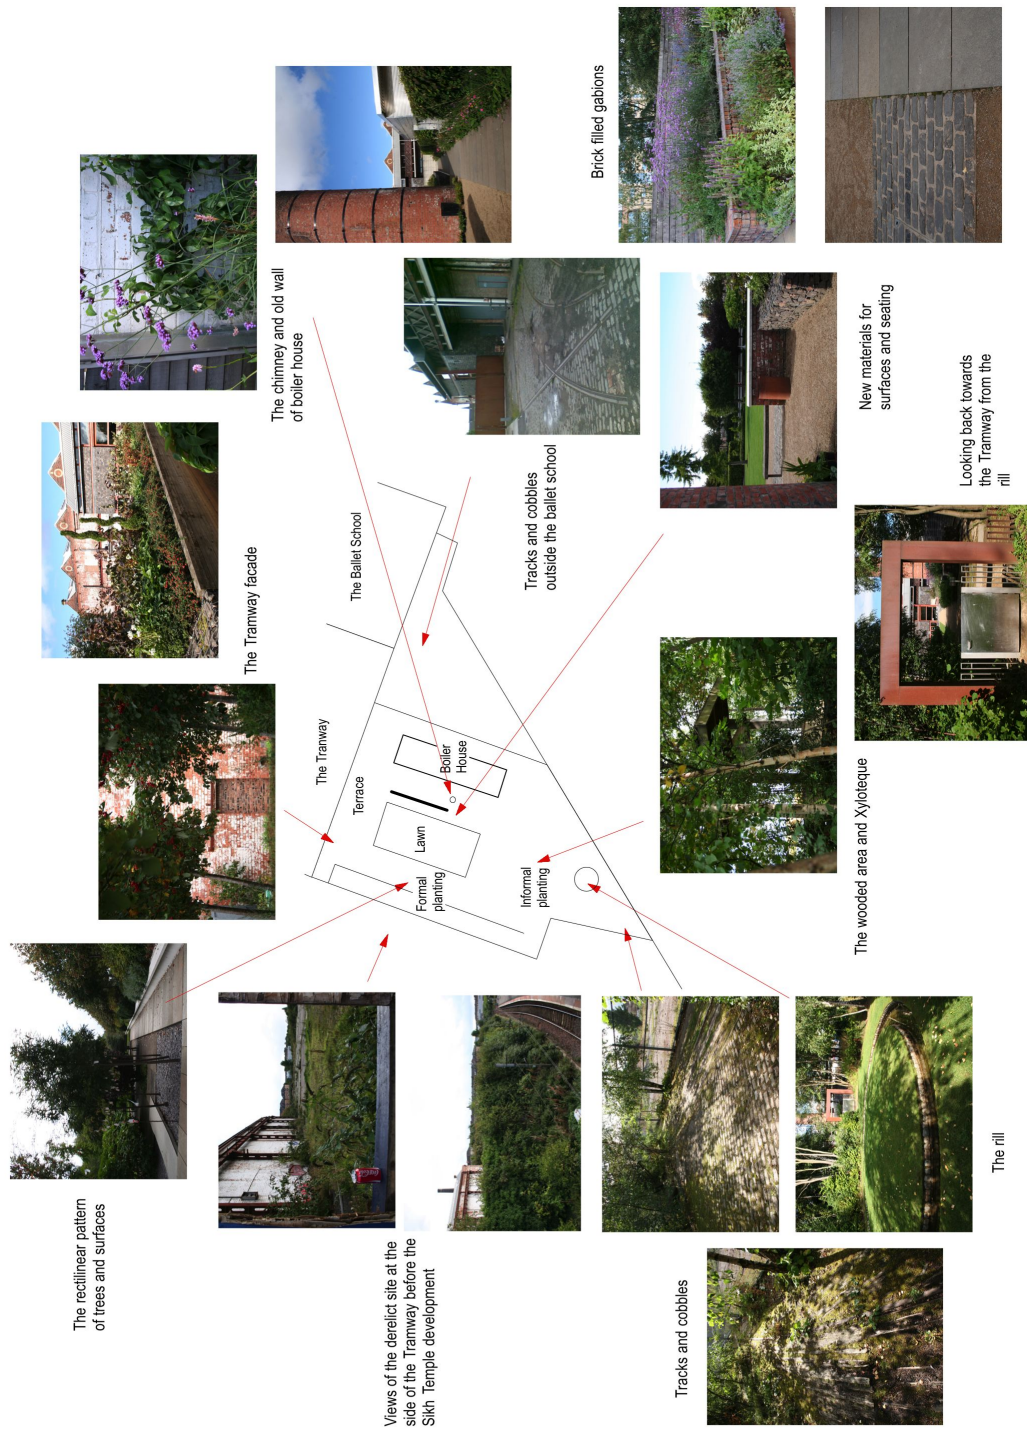 The rectilinear pattern
of trees and surfaces
The Tramway facade
The chimney and old wall
of boiler house
The Tranway
The Ballet School
Terrace
Views of the derelict site at the
side of the Tramway before the
Sikh Temple development
Formal
planting
Lawn
Boiler
House
Informal
planting
Tracks and cobbles
outside the ballet school
Brick filled gabions
Tracks and cobbles
The wooded area and Xyloteque
New materials for
surfaces and seating
Looking back towards
the Tramway from the
rill
The rill